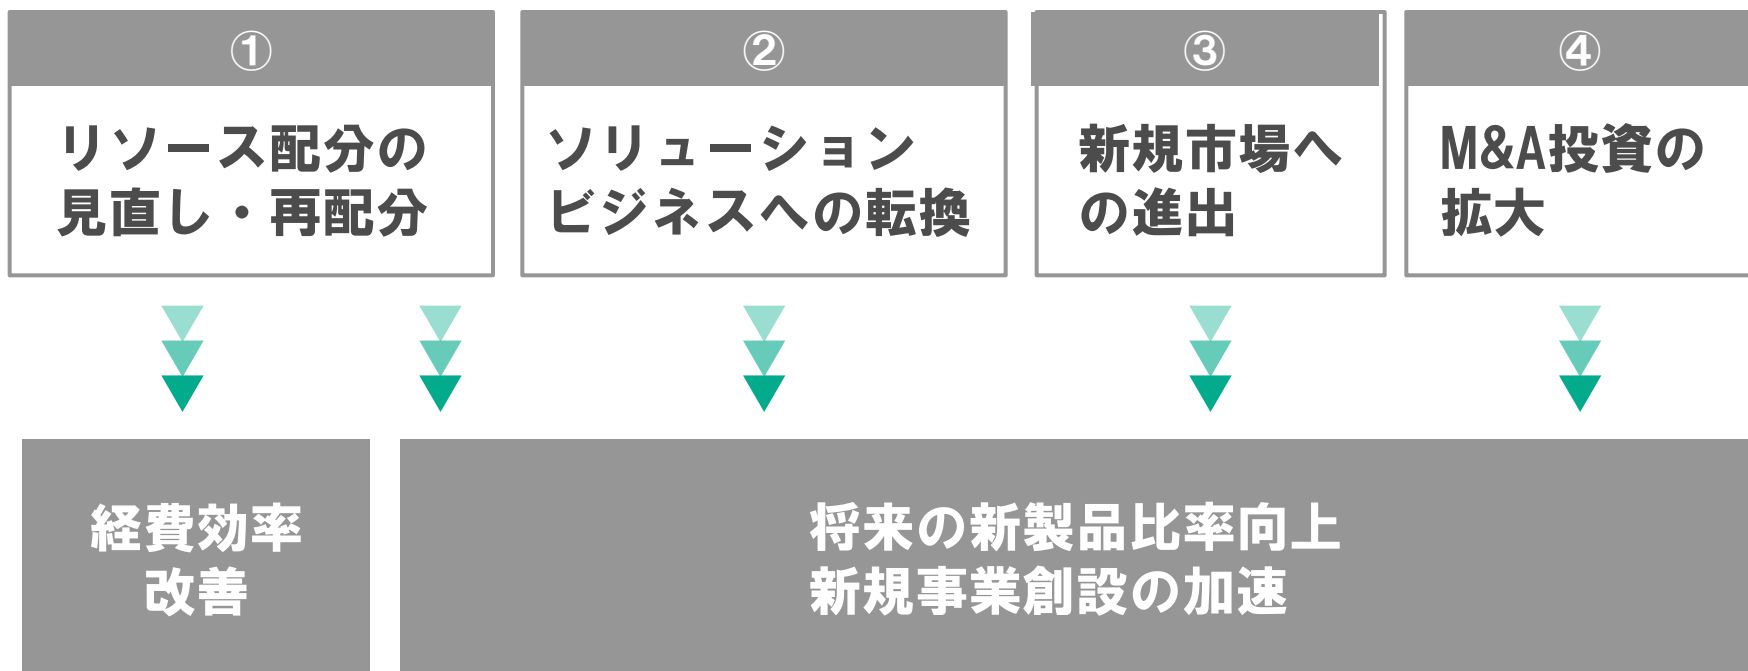 ①
リソース配分の
見直し・再配分
②
ソリューション
ビジネスへの転換
③
新規市場へ
の進出
④
M&A投資の
拡大
経費効率
改善
将来の新製品比率向上
新規事業創設の加速